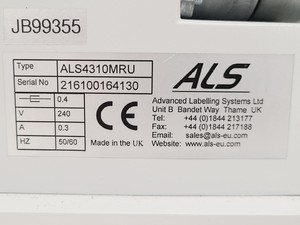 JB99355
Type ALS4310MRU
Serial No 216100164130
0.4
V 240
A 0.3
HZ 50/60
Made in the UK
ALS
Advanced Labelling Systems Ltd
Unit B Bandet Way Thame UK
Tel: +44 (0)1844 213177
Fax: +44 (0)1844 217188
Email: sales@als-eu.com
Website: www.als-eu.com